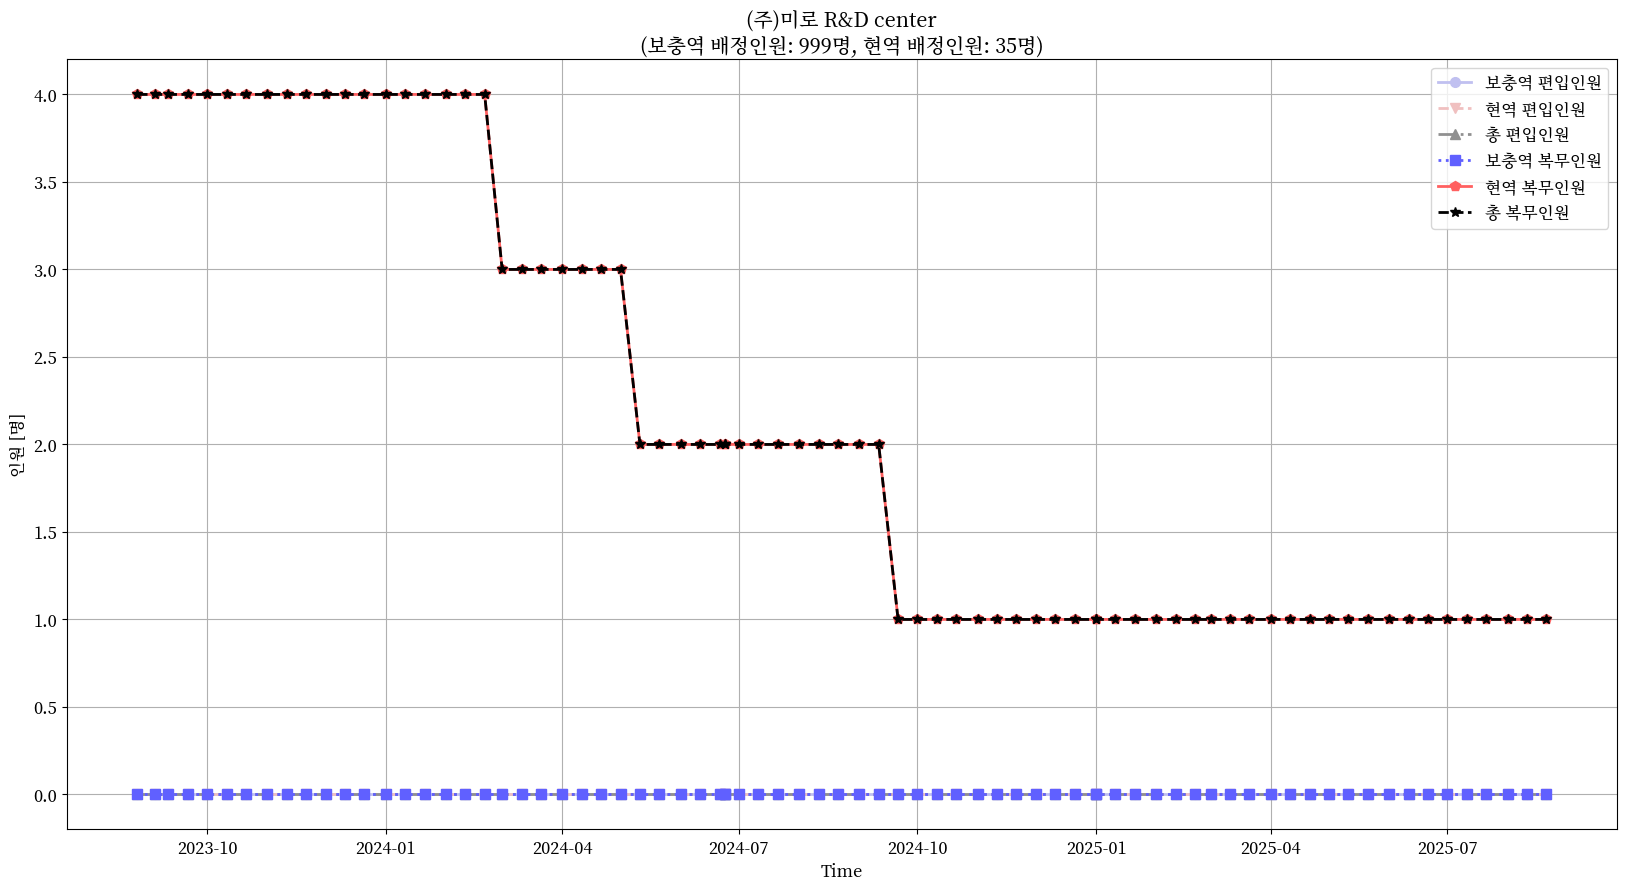 (주)미로 R&D center
(보충역 배정인원: 999명, 현역 배정인원: 35명)
보충역 편입인원
현역 편입인원
총 편입인원
보충역 복무인원
현역 복무인원
총 복무인원
인원 [명]
4.0
3.5
3.0
2.5
2.0
1.5
1.0
0.5
0.0
2023-10
2024-01
2024-04
2024-07
2024-10
2025-01
2025-04
2025-07
Time